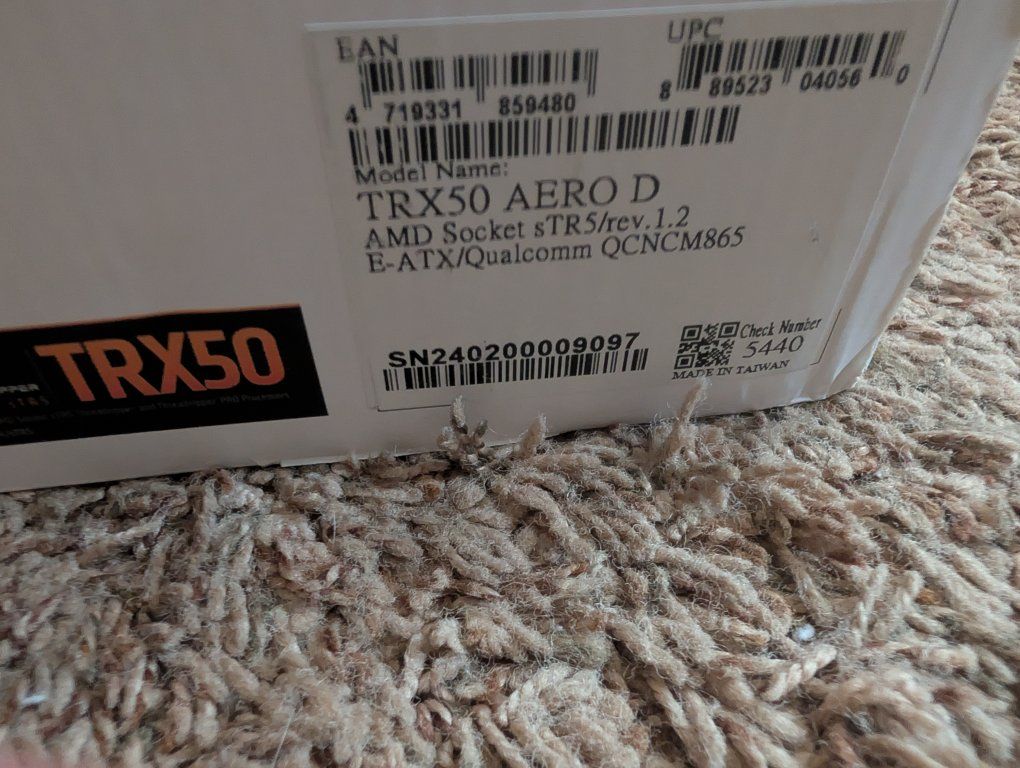 EAN
UPC
4 719331 859480
8 89523 04056 0
Model Name:
TRX50 AERO D
AMD Socket sTR5/rev.1.2
E-ATX/Qualcomm QCNCM865
SN240200009097
Check Number
5440
MADE IN TAIWAN
TRX50